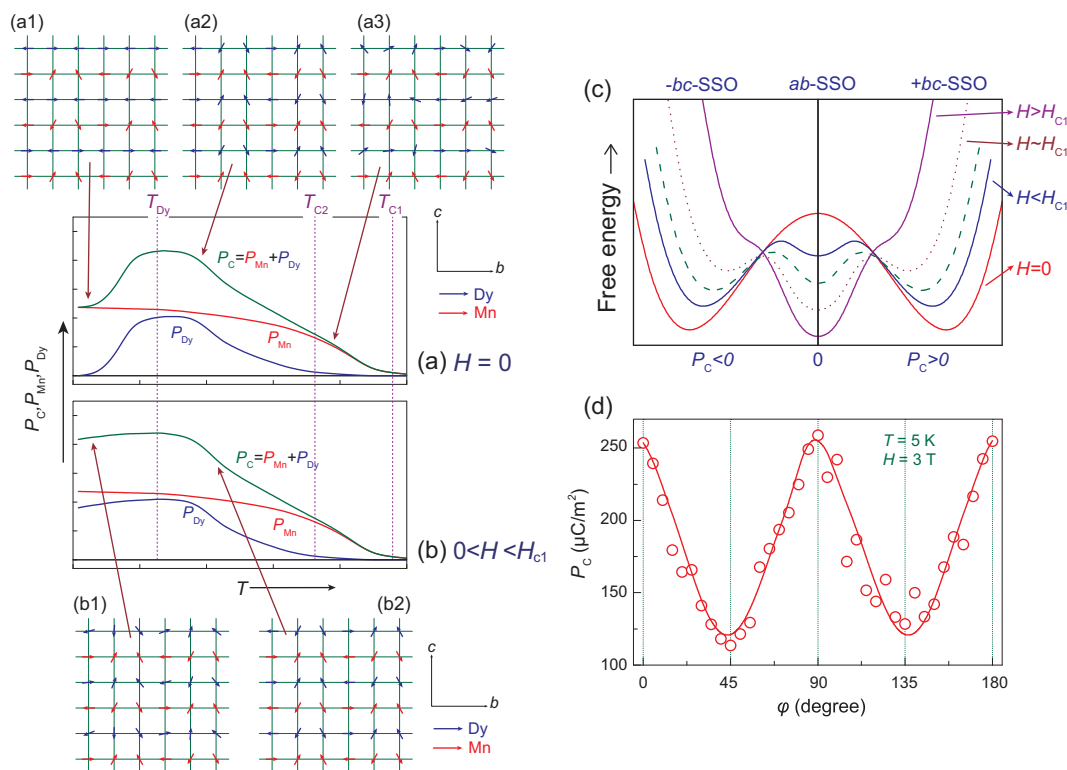 (a1)
(a2)
(a3)
T_Dy
T_C2
T_C1
c
b
Dy
Mn
P_C=P_Mn+P_Dy
P_Dy
P_Mn
(a) H = 0
P_C, P_Mn, P_Dy
P_C=P_Mn+P_Dy
P_Dy
P_Mn
(b) 0<H<H_c1
T
(b1)
(b2)
c
b
Dy
Mn
(c)
-bc-SSO
ab-SSO
+bc-SSO
Free energy
H>H_C1
H~H_C1
H<H_C1
H=0
P_C<0
0
P_C>0
(d)
T = 5 K
H = 3 T
P_C (μC/m²)
250
200
150
100
0
45
90
135
180
φ (degree)